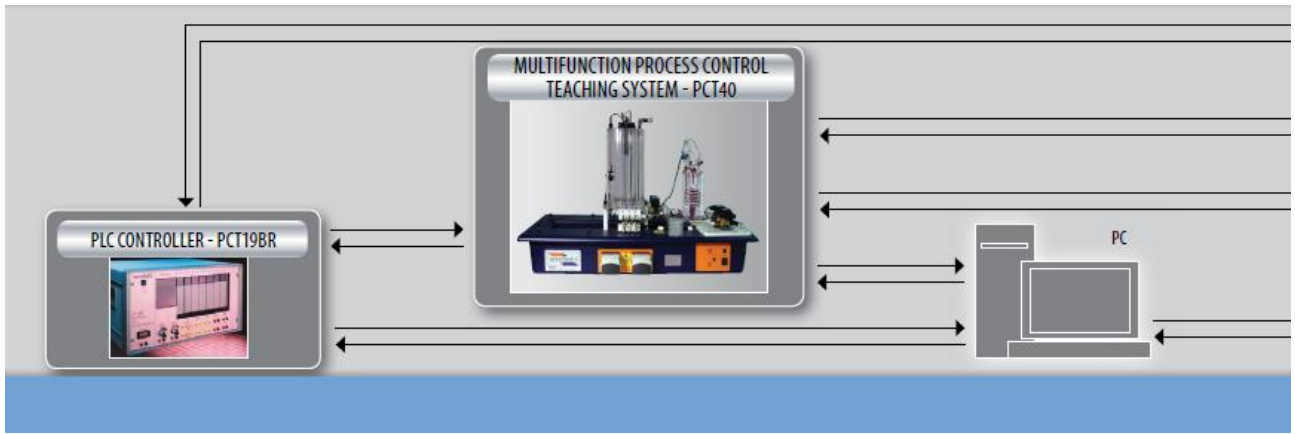 MULTIFUNCTION PROCESS CONTROL
TEACHING SYSTEM - PCT40
PLC CONTROLLER - PCT19BR
PC